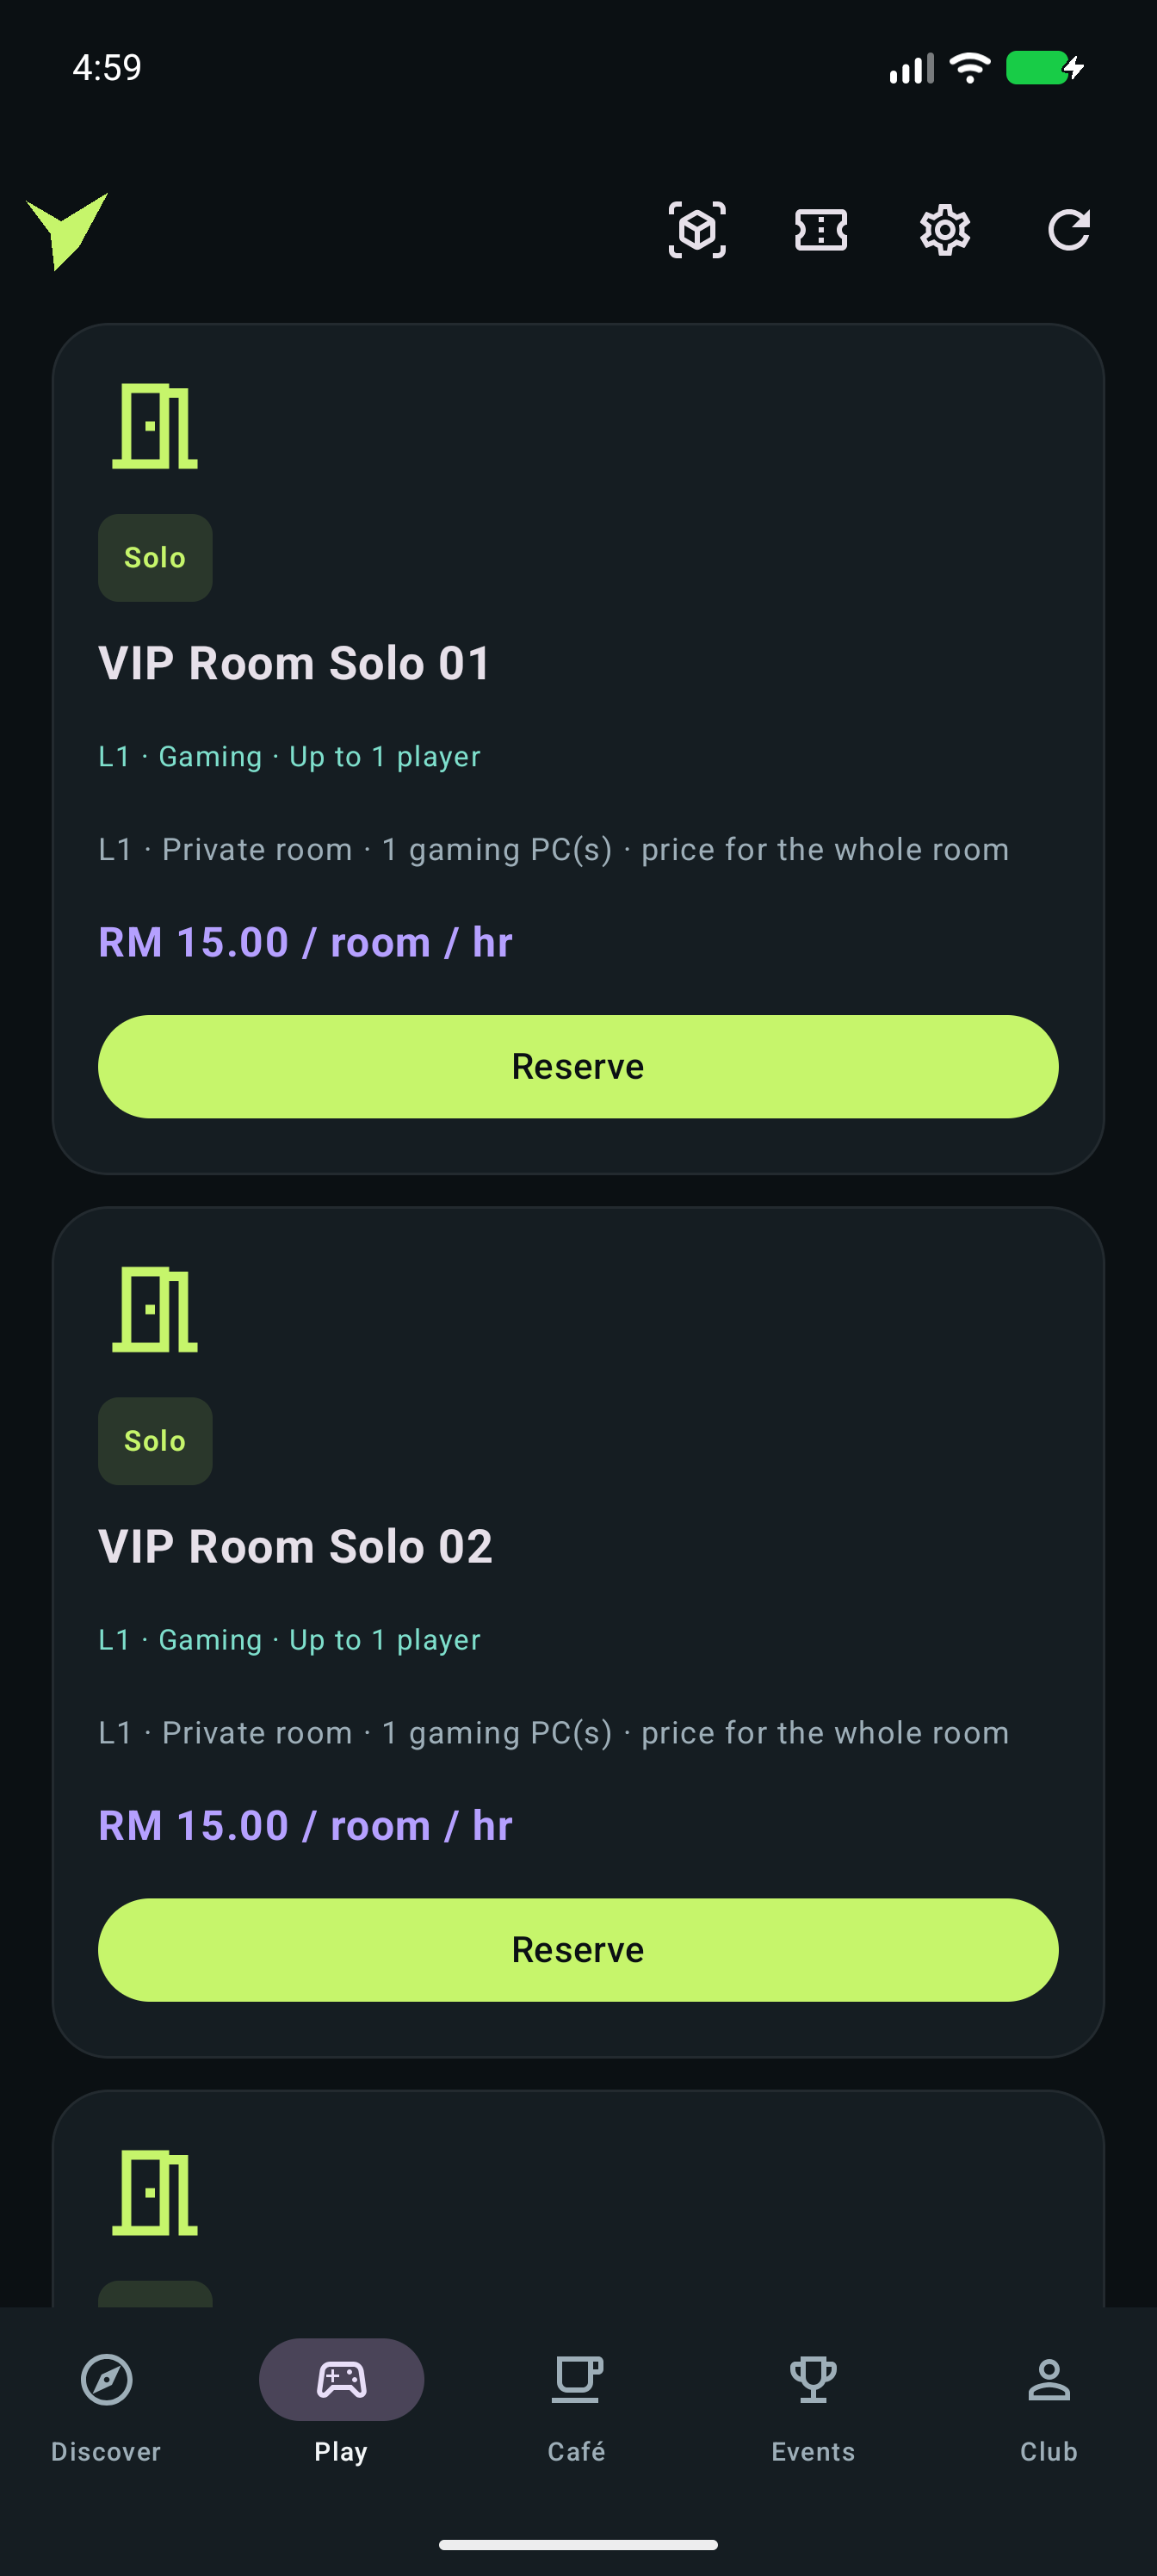 4:59
Solo
VIP Room Solo 01
L1 · Gaming · Up to 1 player
L1 · Private room · 1 gaming PC(s) · price for the whole room
RM 15.00 / room / hr
Reserve
Solo
VIP Room Solo 02
L1 · Gaming · Up to 1 player
L1 · Private room · 1 gaming PC(s) · price for the whole room
RM 15.00 / room / hr
Reserve
Discover
Play
Café
Events
Club